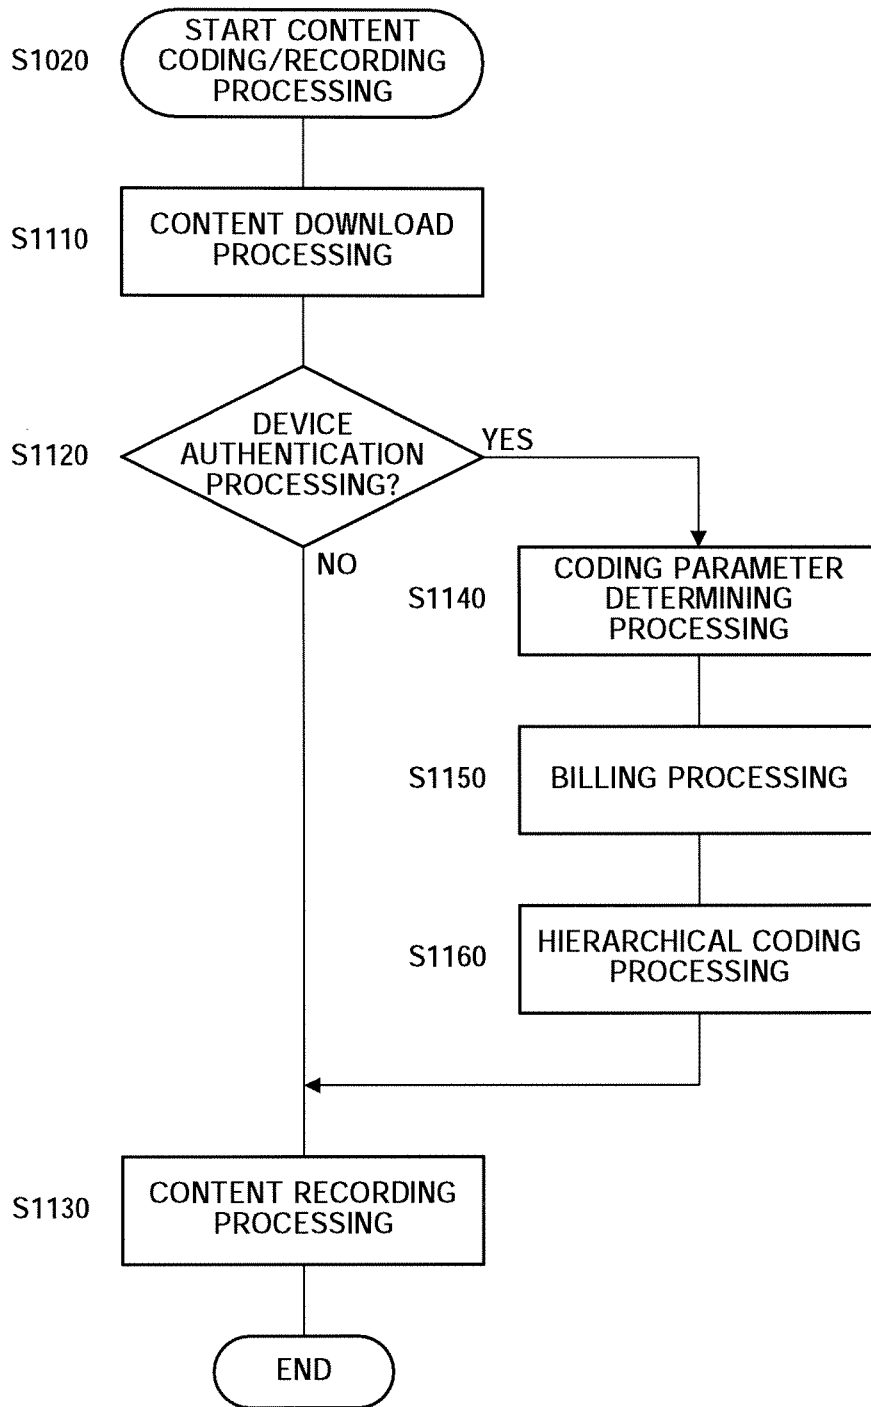 S1020
START CONTENT
CODING/RECORDING
PROCESSING
S1110
CONTENT DOWNLOAD
PROCESSING
S1120
DEVICE
AUTHENTICATION
PROCESSING?
YES
NO
S1140
CODING PARAMETER
DETERMINING
PROCESSING
S1150
BILLING PROCESSING
S1160
HIERARCHICAL CODING
PROCESSING
S1130
CONTENT RECORDING
PROCESSING
END